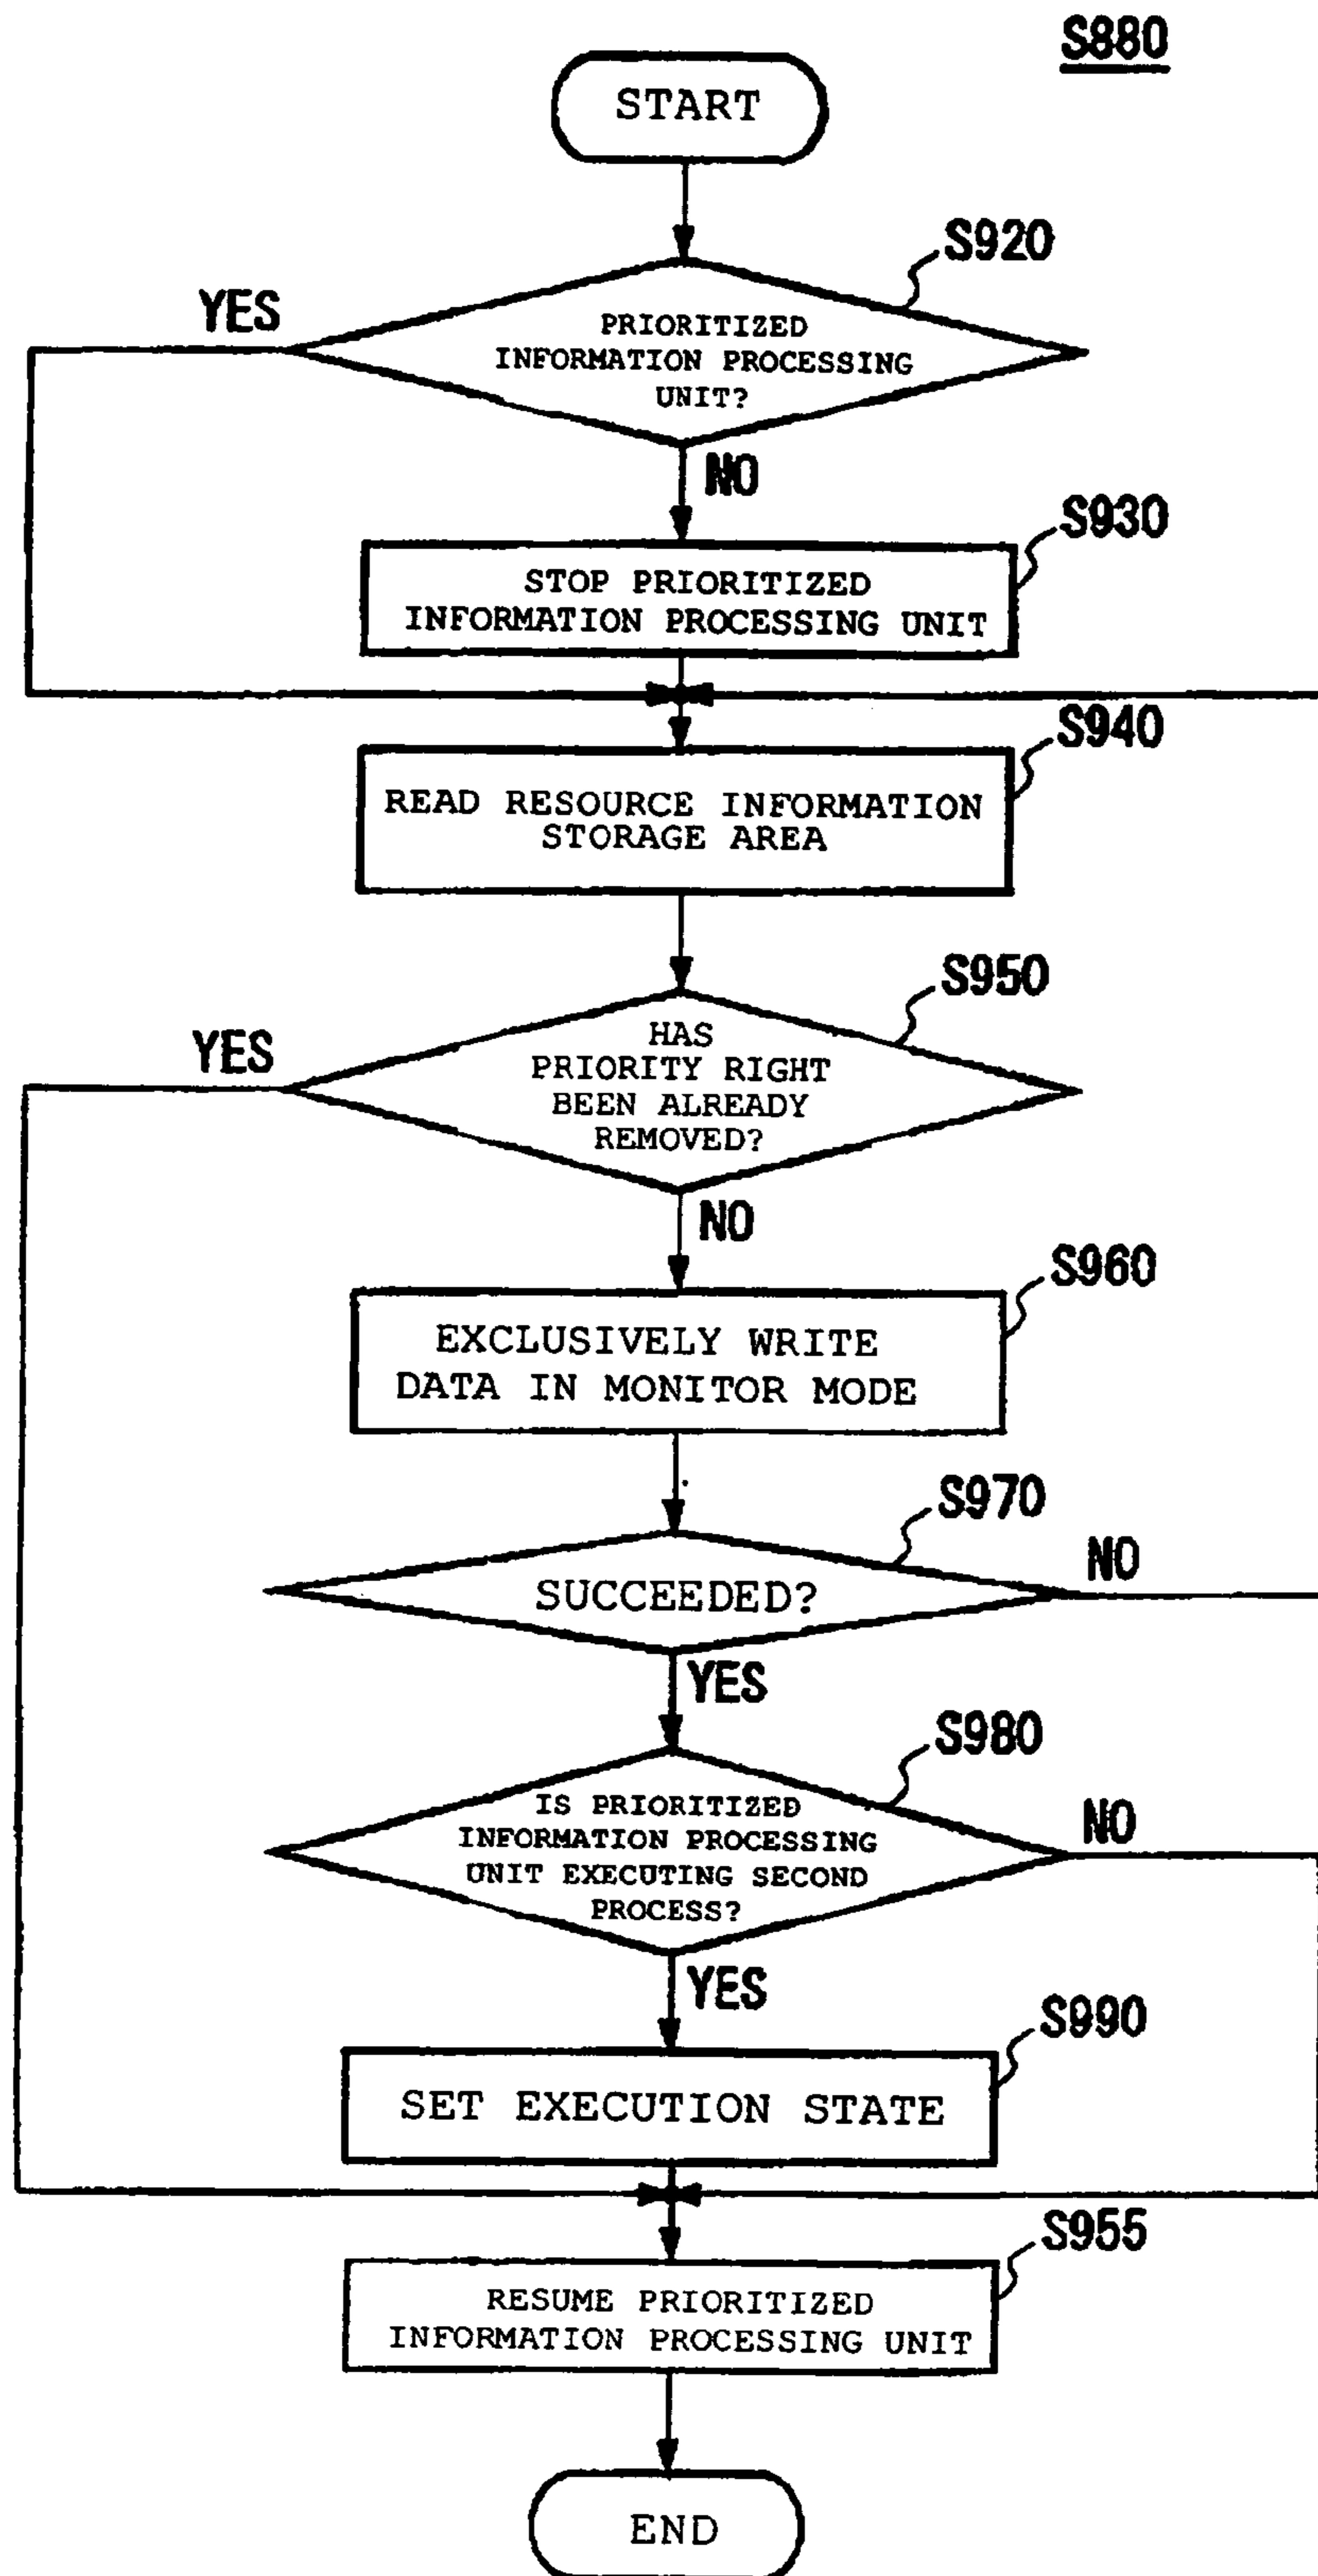 S880
START
S920
YES
PRIORITIZED
INFORMATION PROCESSING
UNIT?
NO
S930
STOP PRIORITIZED
INFORMATION PROCESSING UNIT
S940
READ RESOURCE INFORMATION
STORAGE AREA
S950
YES
HAS
PRIORITY RIGHT
BEEN ALREADY
REMOVED?
NO
S960
EXCLUSIVELY WRITE
DATA IN MONITOR MODE
S970
NO
SUCCEEDED?
YES
S980
IS PRIORITIZED
INFORMATION PROCESSING
UNIT EXECUTING SECOND
PROCESS?
NO
YES
S990
SET EXECUTION STATE
S955
RESUME PRIORITIZED
INFORMATION PROCESSING UNIT
END